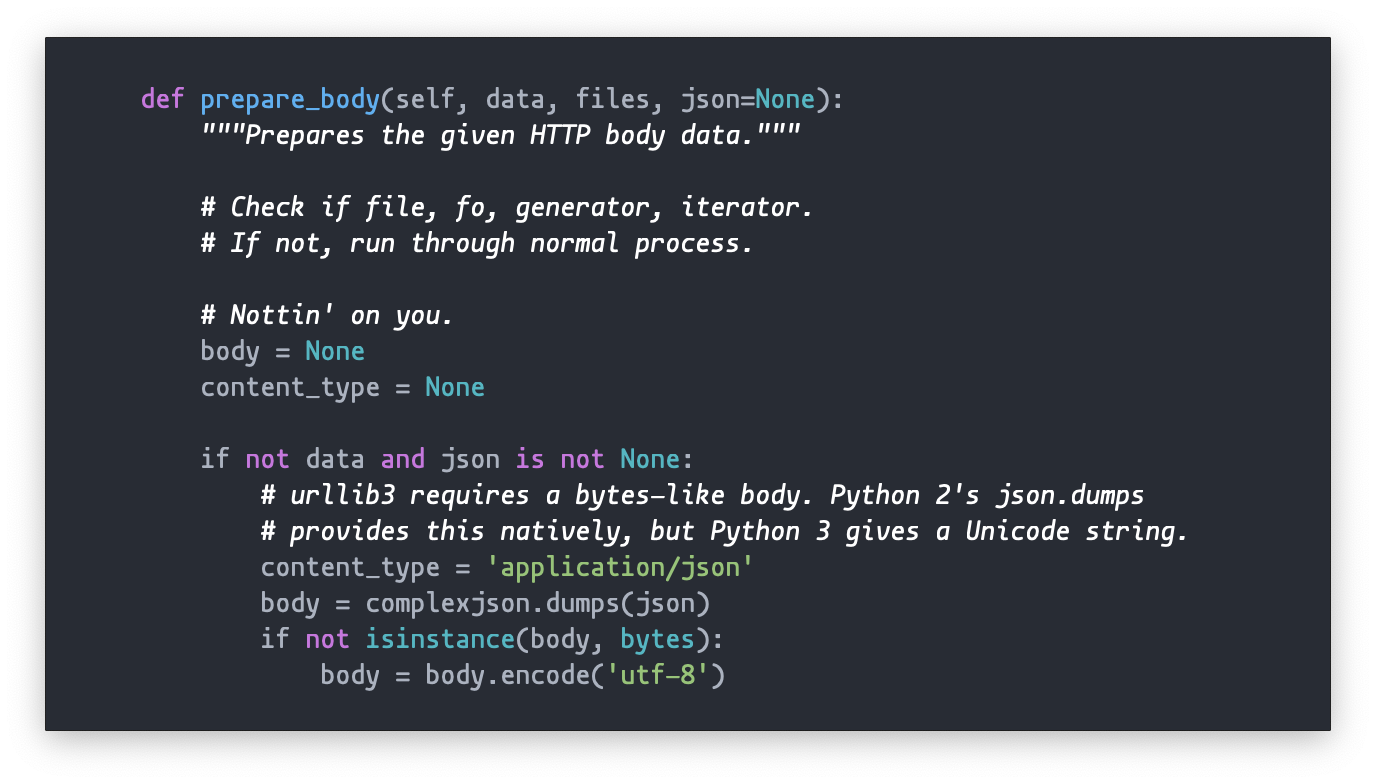 def prepare_body(self, data, files, json=None):
    """Prepares the given HTTP body data."""

    # Check if file, fo, generator, iterator.
    # If not, run through normal process.

    # Nottin' on you.
    body = None
    content_type = None

    if not data and json is not None:
        # urllib3 requires a bytes-like body. Python 2's json.dumps
        # provides this natively, but Python 3 gives a Unicode string.
        content_type = 'application/json'
        body = complexjson.dumps(json)
        if not isinstance(body, bytes):
            body = body.encode('utf-8')